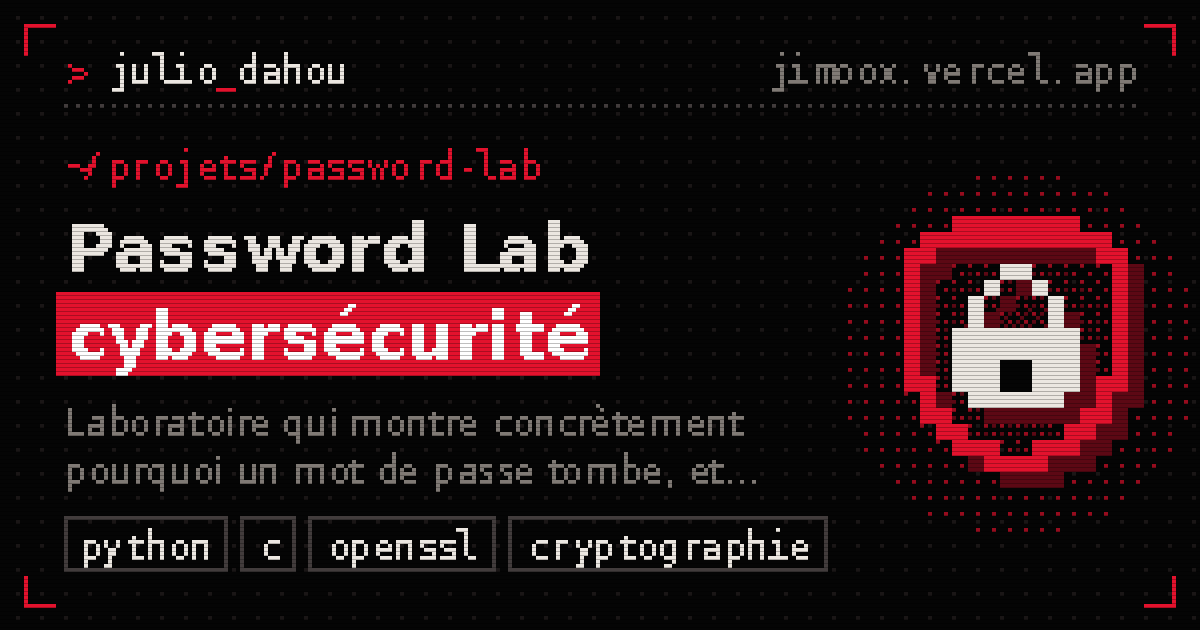 > julio_dahou
jimoox.vercel.app
~/projets/password-lab
Password Lab
cybersécurité
Laboratoire qui montre concrètement
pourquoi un mot de passe tombe, et...
python c openssl cryptographie